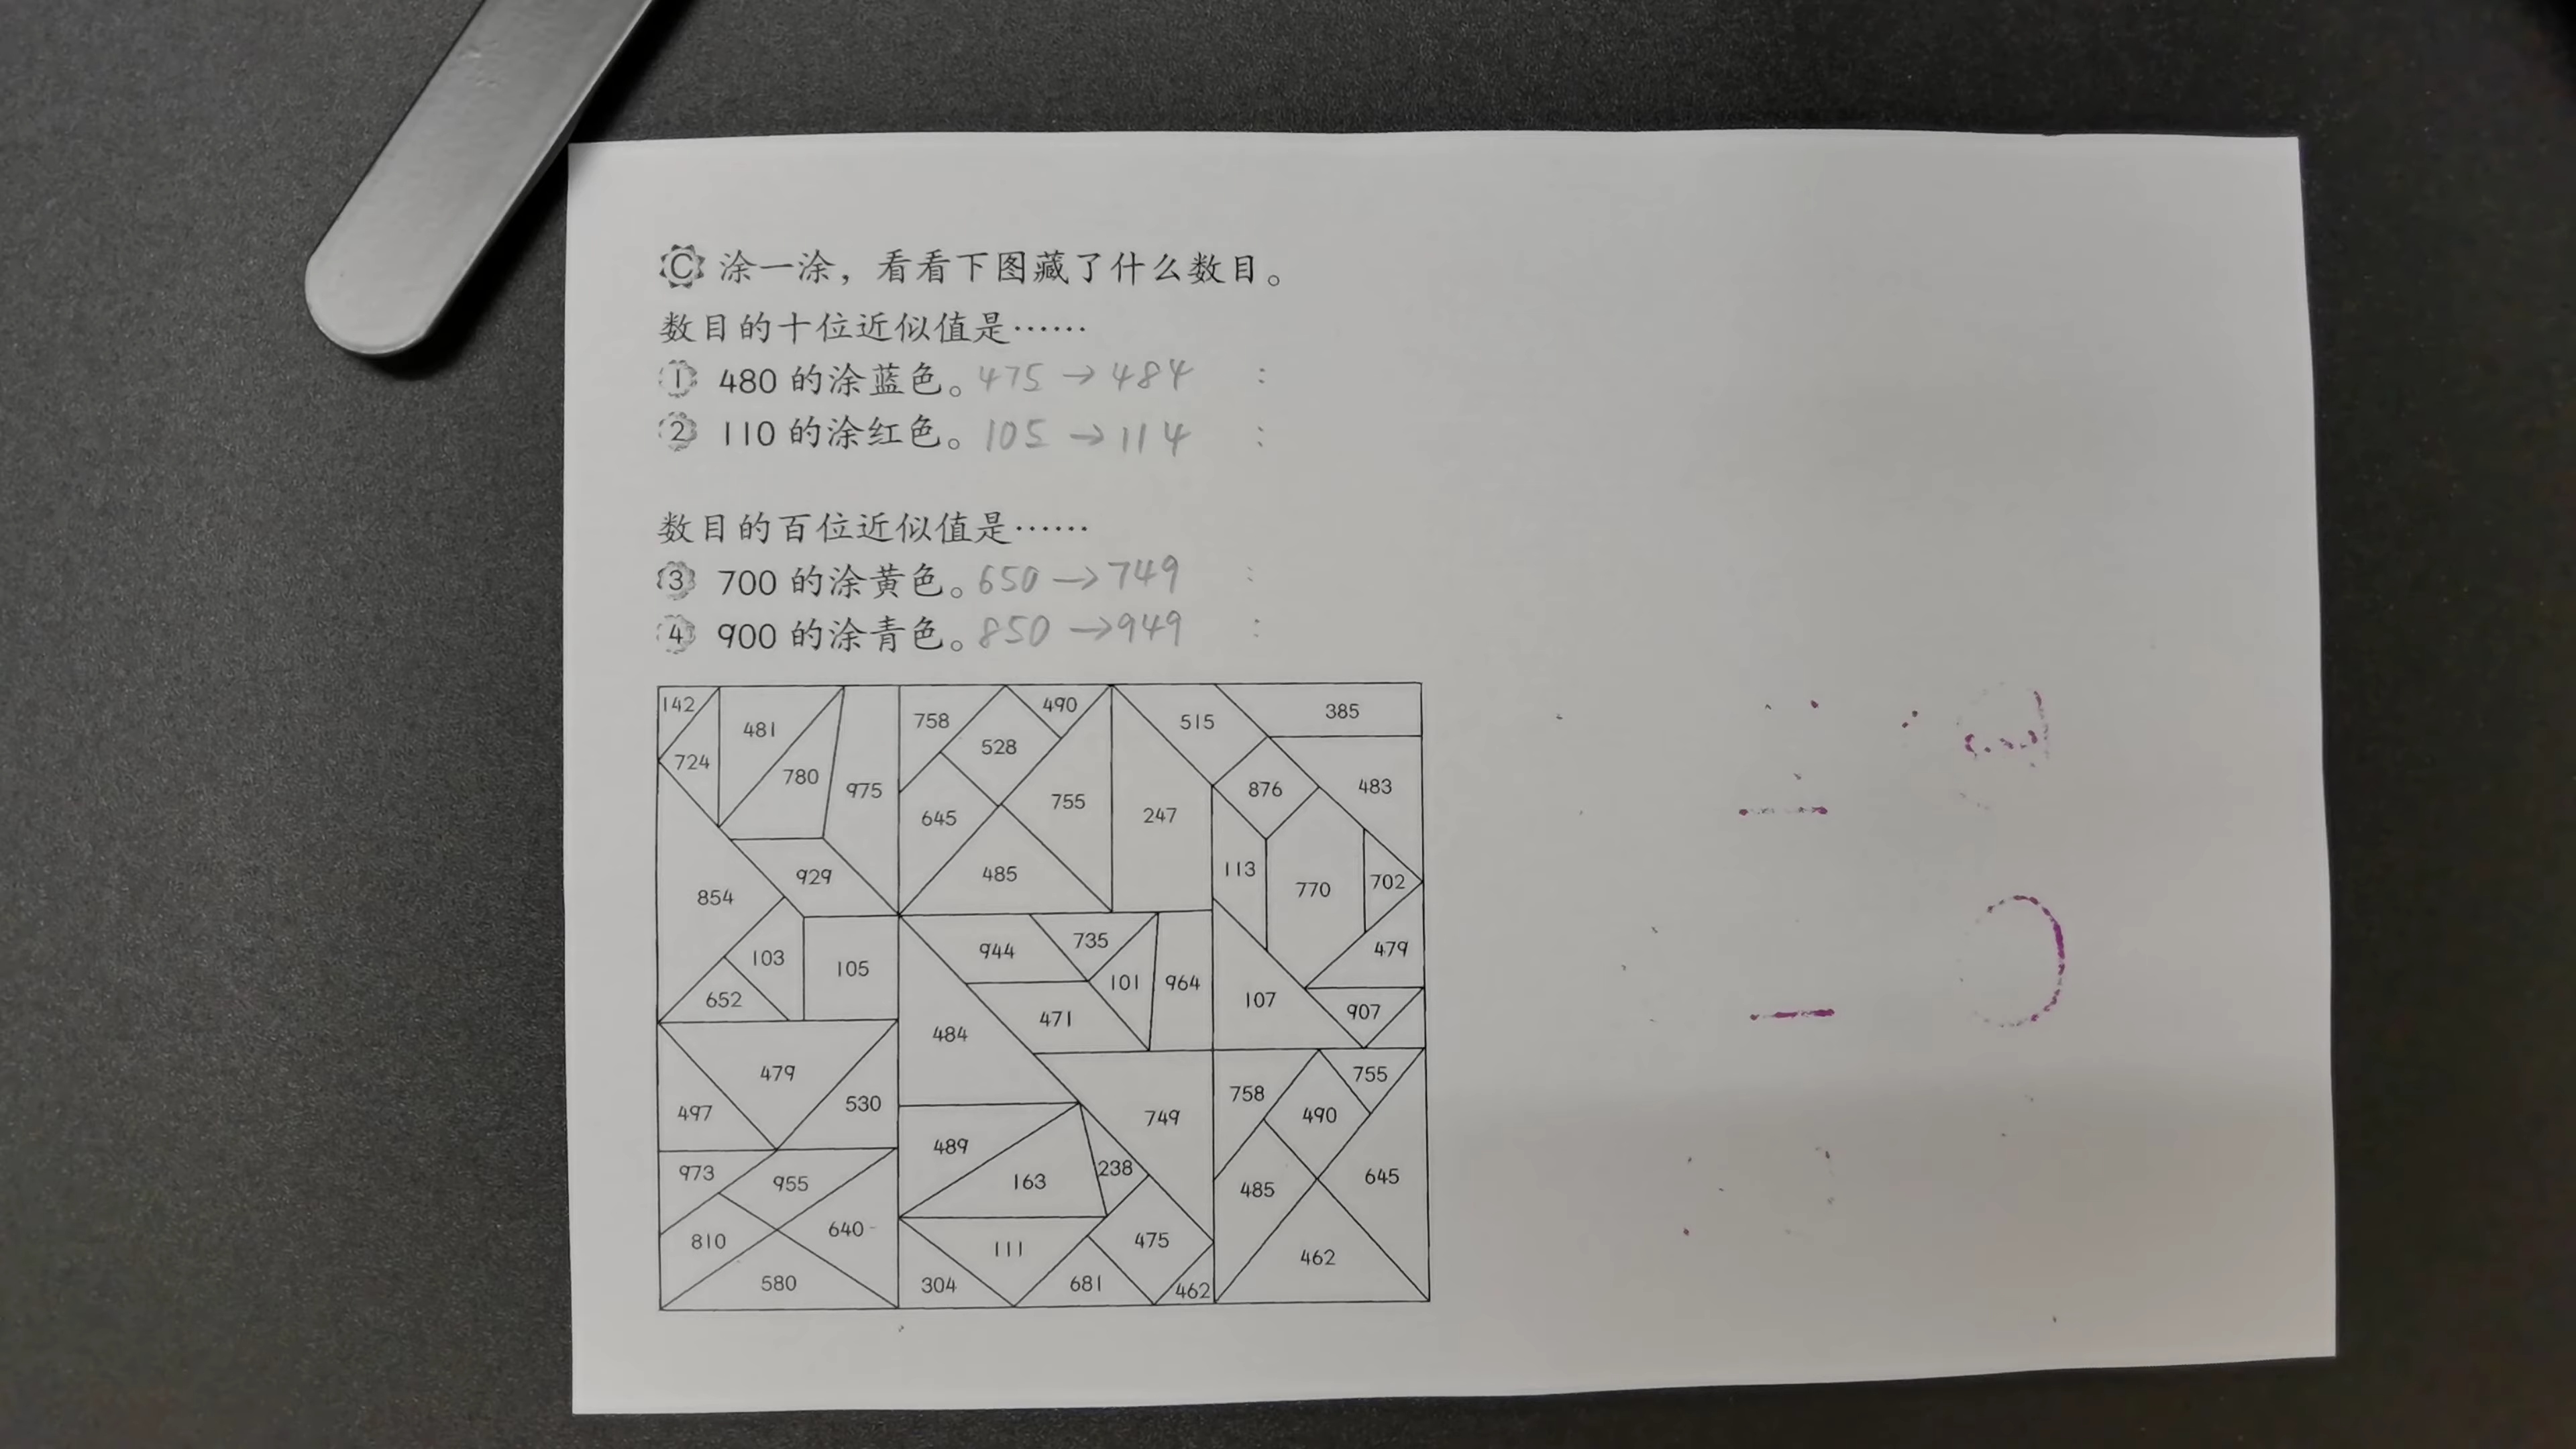 C 涂一涂，看看下图藏了什么数目。
数目的十位近似值是……
1 480 的涂蓝色。475 → 484 :
2 110 的涂红色。105 → 114 :
数目的百位近似值是……
3 700 的涂黄色。650 → 749 :
4 900 的涂青色。850 → 949 :
142 481 758 490 515 385
724 780 975 528 876 483
645 755 247
854 929 485 113 770 702
103 105 944 735 479
652 101 964 107 907
484 471
479 758 755
497 530 749 490
973 955 489 163 238 485 645
810 640 111 475 462
580 304 681 462